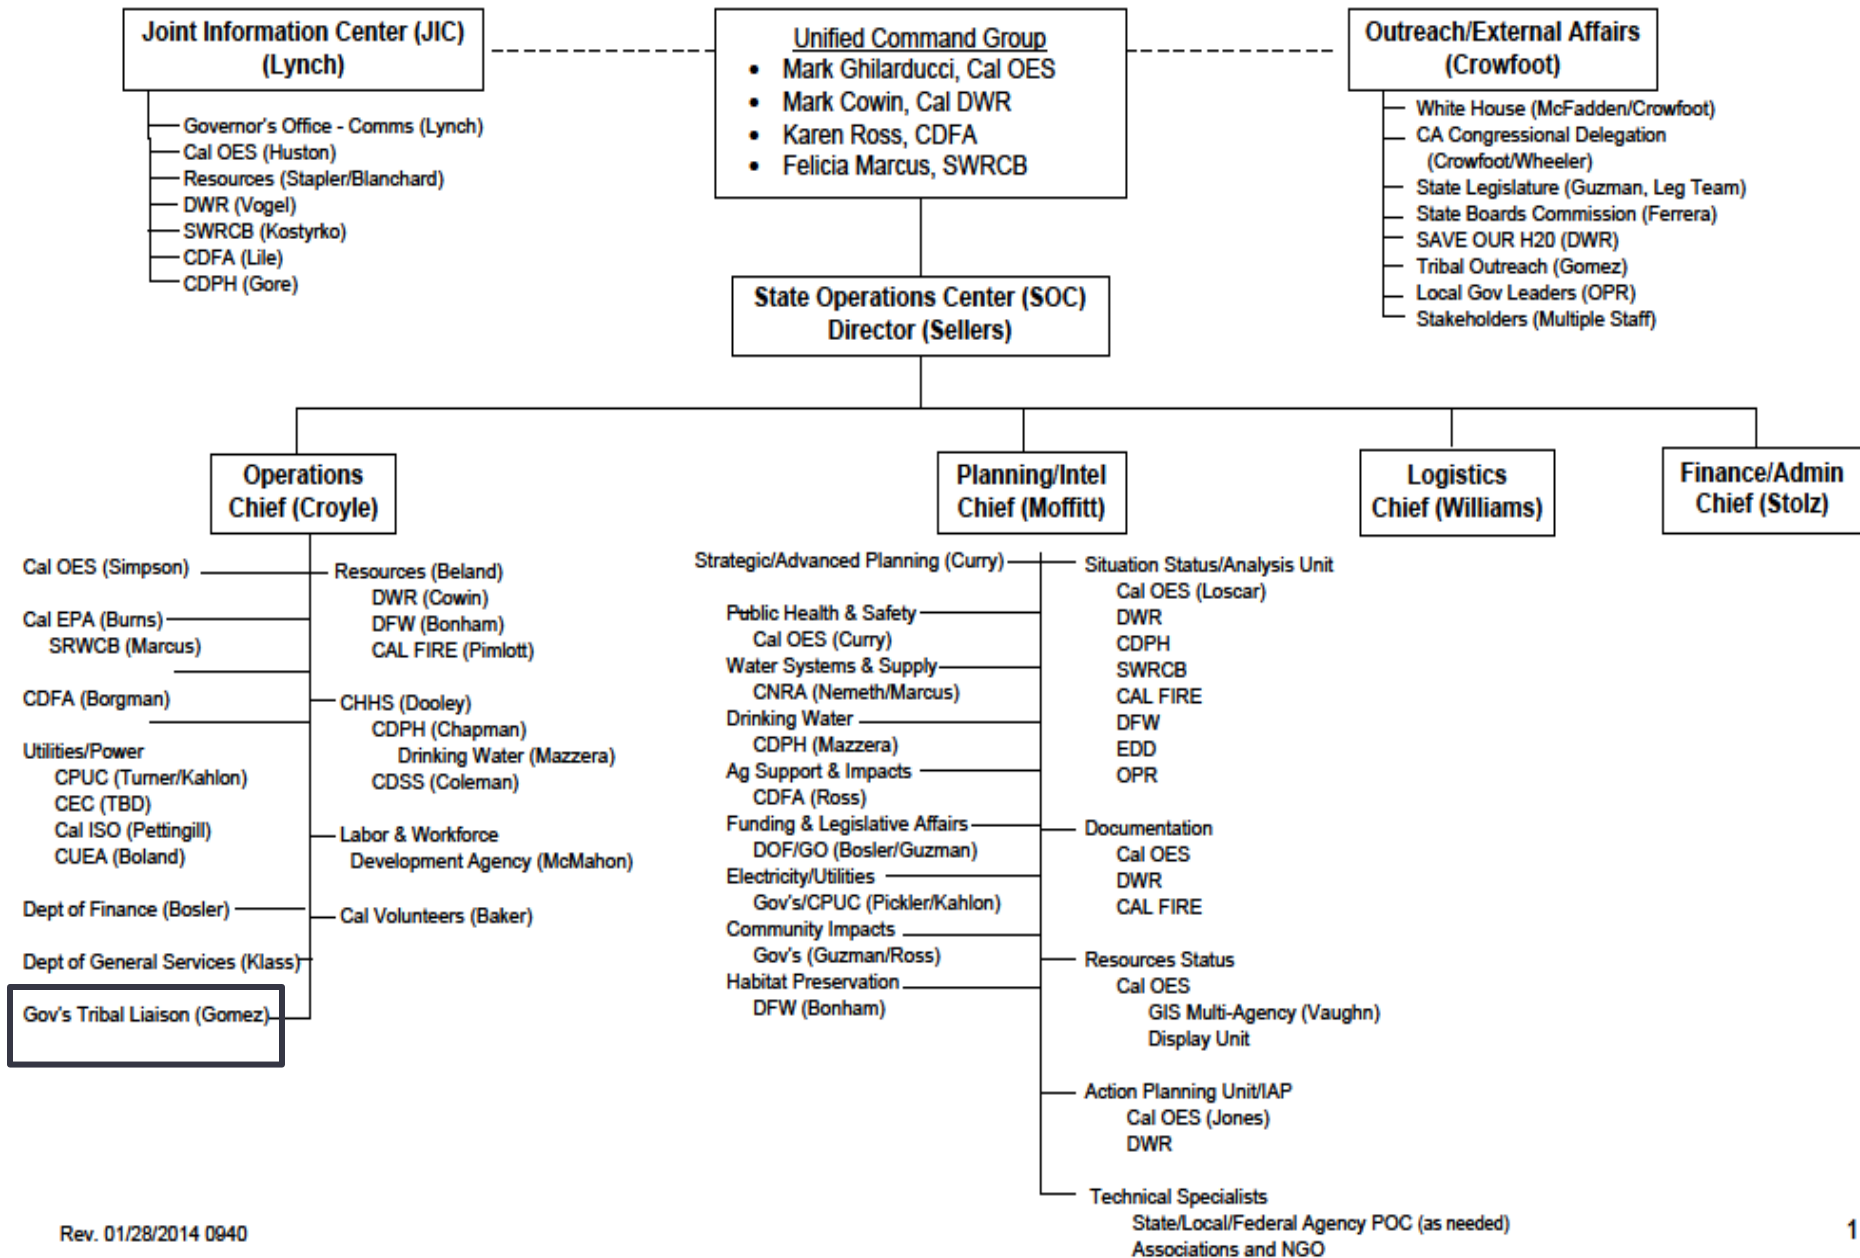 Joint Information Center (JIC)
(Lynch)
Governor's Office - Comms (Lynch)
Cal OES (Huston)
Resources (Stapler/Blanchard)
DWR (Vogel)
SWRCB (Kostyrko)
CDFA (Lile)
CDPH (Gore)
Unified Command Group
• Mark Ghilarducci, Cal OES
• Mark Cowin, Cal DWR
• Karen Ross, CDFA
• Felicia Marcus, SWRCB
Outreach/External Affairs
(Crowfoot)
White House (McFadden/Crowfoot)
CA Congressional Delegation
(Crowfoot/Wheeler)
State Legislature (Guzman, Leg Team)
State Boards Commission (Ferrera)
SAVE OUR H20 (DWR)
Tribal Outreach (Gomez)
Local Gov Leaders (OPR)
Stakeholders (Multiple Staff)
State Operations Center (SOC)
Director (Sellers)
Operations
Chief (Croyle)
Cal OES (Simpson)
Cal EPA (Burns)
SRWCB (Marcus)
CDFA (Borgman)
Utilities/Power
CPUC (Turner/Kahlon)
CEC (TBD)
Cal ISO (Pettingill)
CUEA (Boland)
Dept of Finance (Bosler)
Dept of General Services (Klass)
Gov's Tribal Liaison (Gomez)
Resources (Beland)
DWR (Cowin)
DFW (Bonham)
CAL FIRE (Pimlott)
CHHS (Dooley)
CDPH (Chapman)
Drinking Water (Mazzera)
CDSS (Coleman)
Labor & Workforce
Development Agency (McMahon)
Cal Volunteers (Baker)
Planning/Intel
Chief (Moffitt)
Strategic/Advanced Planning (Curry)
Public Health & Safety
Cal OES (Curry)
Water Systems & Supply
CNRA (Nemeth/Marcus)
Drinking Water
CDPH (Mazzera)
Ag Support & Impacts
CDFA (Ross)
Funding & Legislative Affairs
DOF/GO (Bosler/Guzman)
Electricity/Utilities
Gov's/CPUC (Pickler/Kahlon)
Community Impacts
Gov's (Guzman/Ross)
Habitat Preservation
DFW (Bonham)
Situation Status/Analysis Unit
Cal OES (Loscar)
DWR
CDPH
SWRCB
CAL FIRE
DFW
EDD
OPR
Documentation
Cal OES
DWR
CAL FIRE
Resources Status
Cal OES
GIS Multi-Agency (Vaughn)
Display Unit
Action Planning Unit/IAP
Cal OES (Jones)
DWR
Technical Specialists
State/Local/Federal Agency POC (as needed)
Associations and NGO
Logistics
Chief (Williams)
Finance/Admin
Chief (Stolz)
Rev. 01/28/2014 0940
1